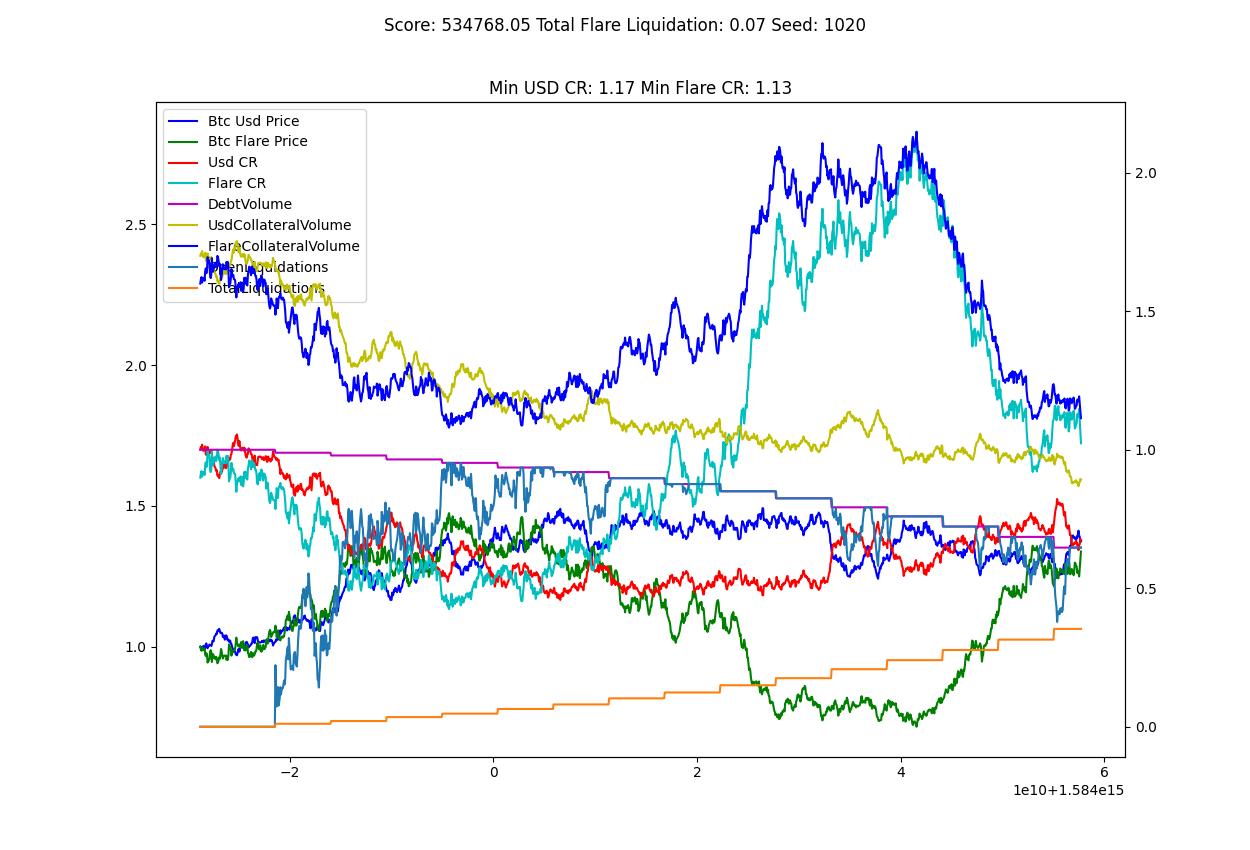 Score: 534768.05 Total Flare Liquidation: 0.07 Seed: 1020
Min USD CR: 1.17 Min Flare CR: 1.13
Btc Usd Price
Btc Flare Price
Usd CR
Flare CR
DebtVolume
UsdCollateralVolume
FlareCollateralVolume
OpenLiquidations
TotalLiquidations
2.5
2.0
1.5
1.0
2.0
1.5
1.0
0.5
0.0
−2 0 2 4 6
1e10+1.584e15